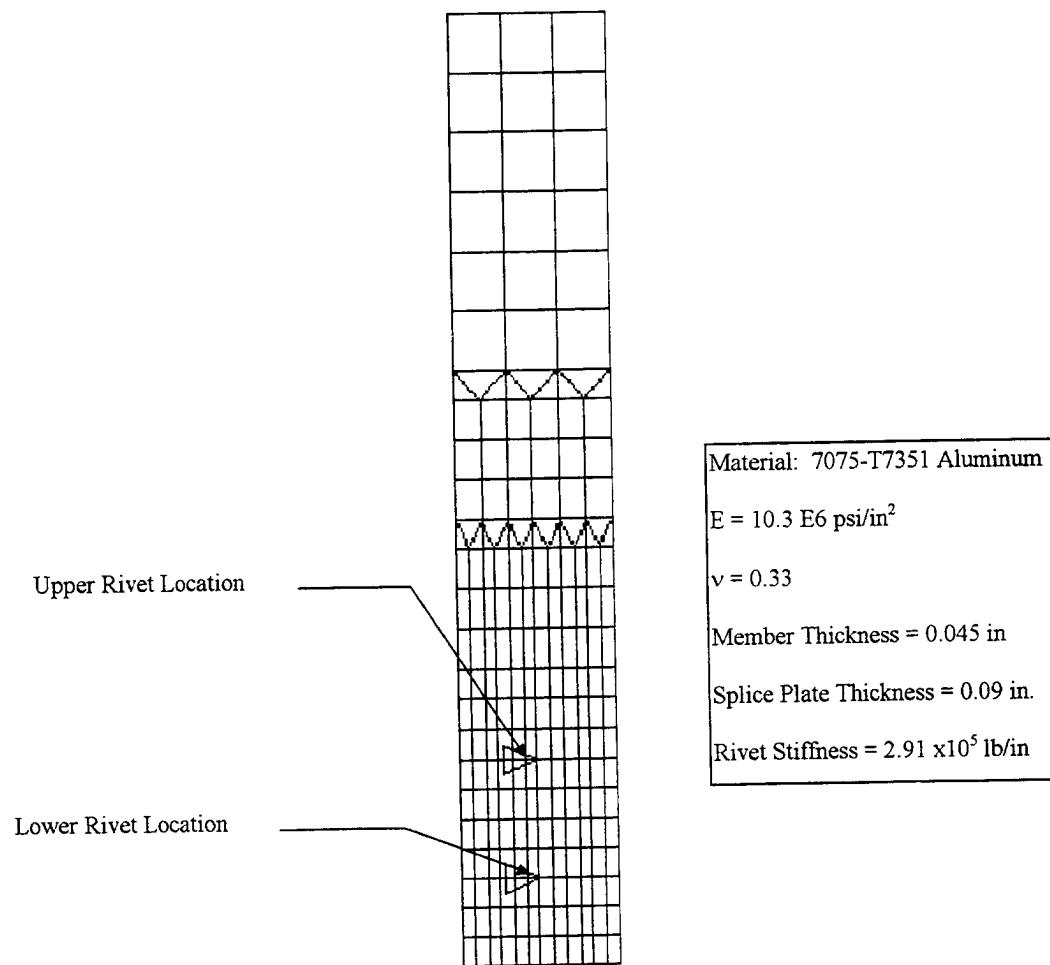 Upper Rivet Location
Lower Rivet Location
Material: 7075-T7351 Aluminum
E = 10.3 E6 psi/in²
ν = 0.33
Member Thickness = 0.045 in
Splice Plate Thickness = 0.09 in.
Rivet Stiffness = 2.91 x10⁵ lb/in